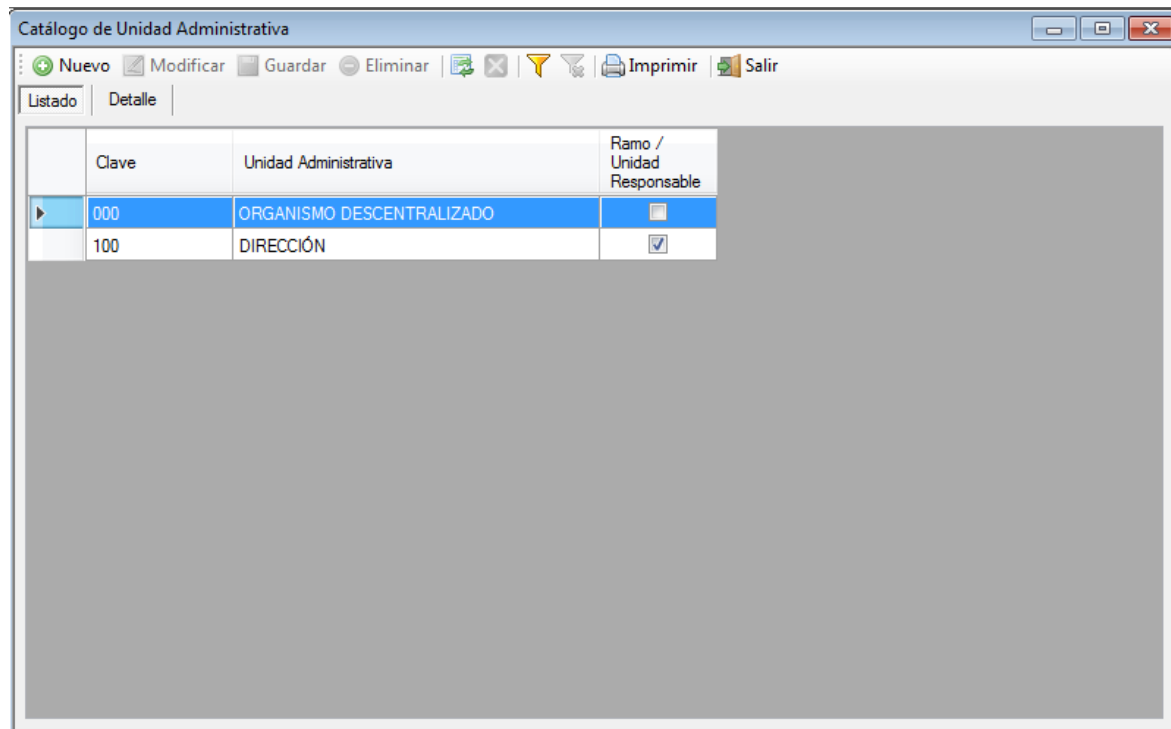 Catálogo de Unidad Administrativa
Nuevo Modificar Guardar Eliminar Imprimir Salir
Listado Detalle
Clave Unidad Administrativa Ramo /
Unidad
Responsable
000 ORGANISMO DESCENTRALIZADO
100 DIRECCIÓN